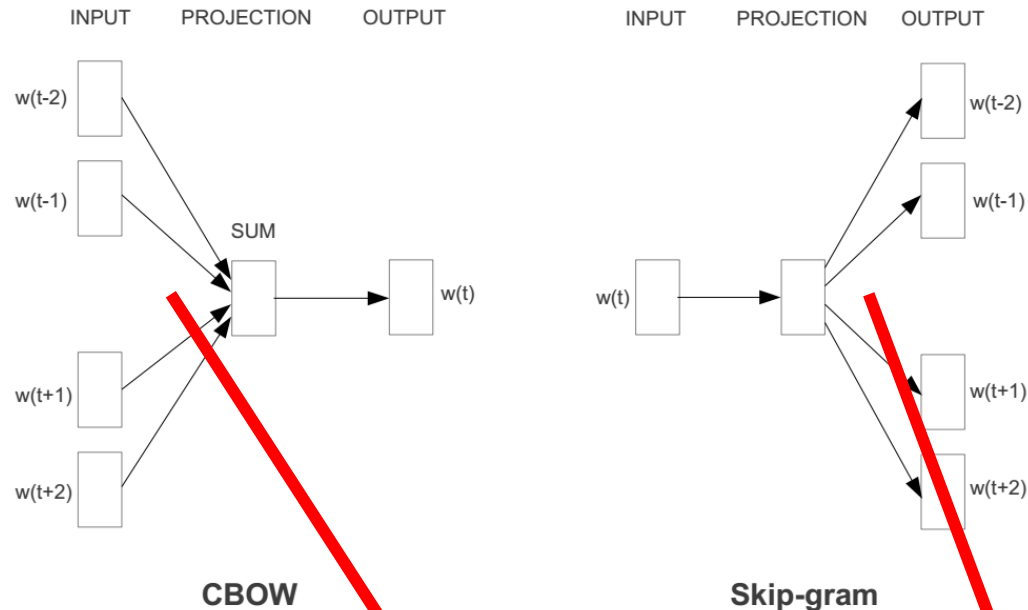 INPUT PROJECTION OUTPUT
w(t-2)
w(t-1)
SUM
w(t)
w(t+1)
w(t+2)
CBOW
INPUT PROJECTION OUTPUT
w(t-2)
w(t-1)
w(t)
w(t+1)
w(t+2)
Skip-gram